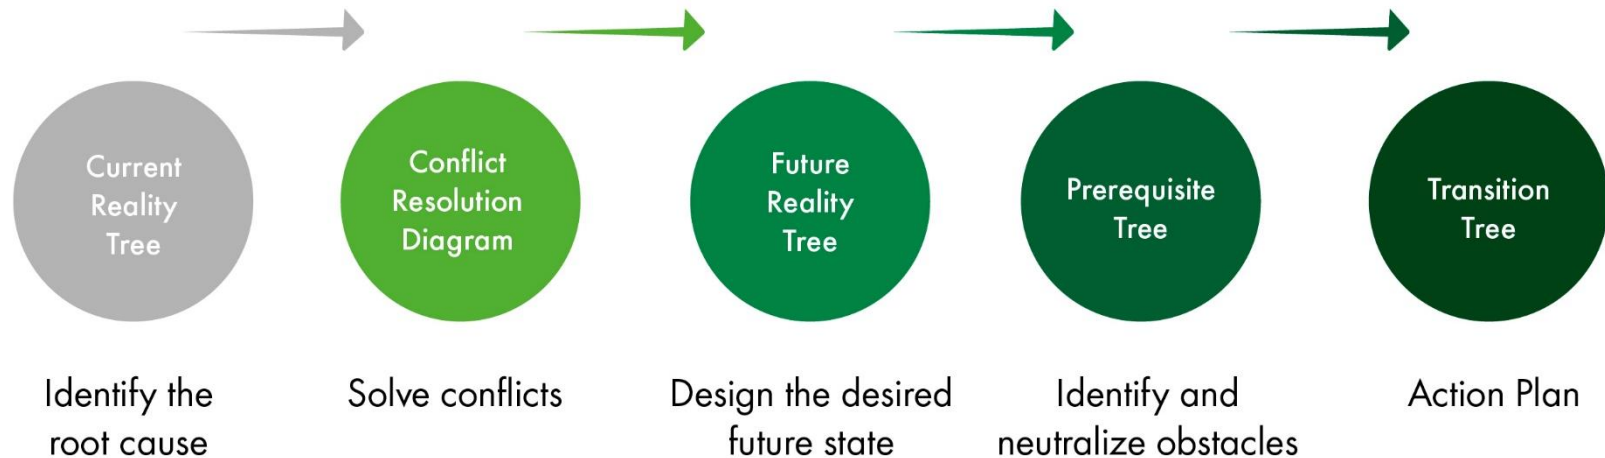 Current
Reality
Tree
Conflict
Resolution
Diagram
Future
Reality
Tree
Prerequisite
Tree
Transition
Tree
Identify the
root cause
Solve conflicts
Design the desired
future state
Identify and
neutralize obstacles
Action Plan